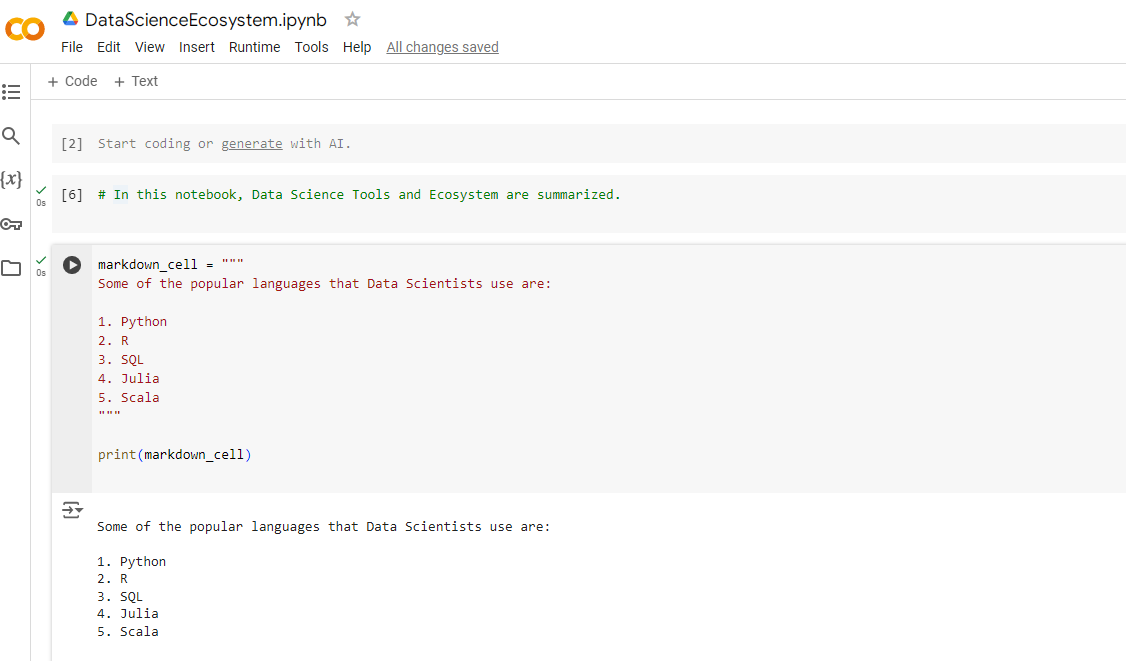 DataScienceEcosystem.ipynb
File Edit View Insert Runtime Tools Help All changes saved
+ Code + Text
[2] Start coding or generate with AI.
[6] # In this notebook, Data Science Tools and Ecosystem are summarized.
0s
markdown_cell = """
0s
Some of the popular languages that Data Scientists use are:
1. Python
2. R
3. SQL
4. Julia
5. Scala
"""
print(markdown_cell)
Some of the popular languages that Data Scientists use are:
1. Python
2. R
3. SQL
4. Julia
5. Scala